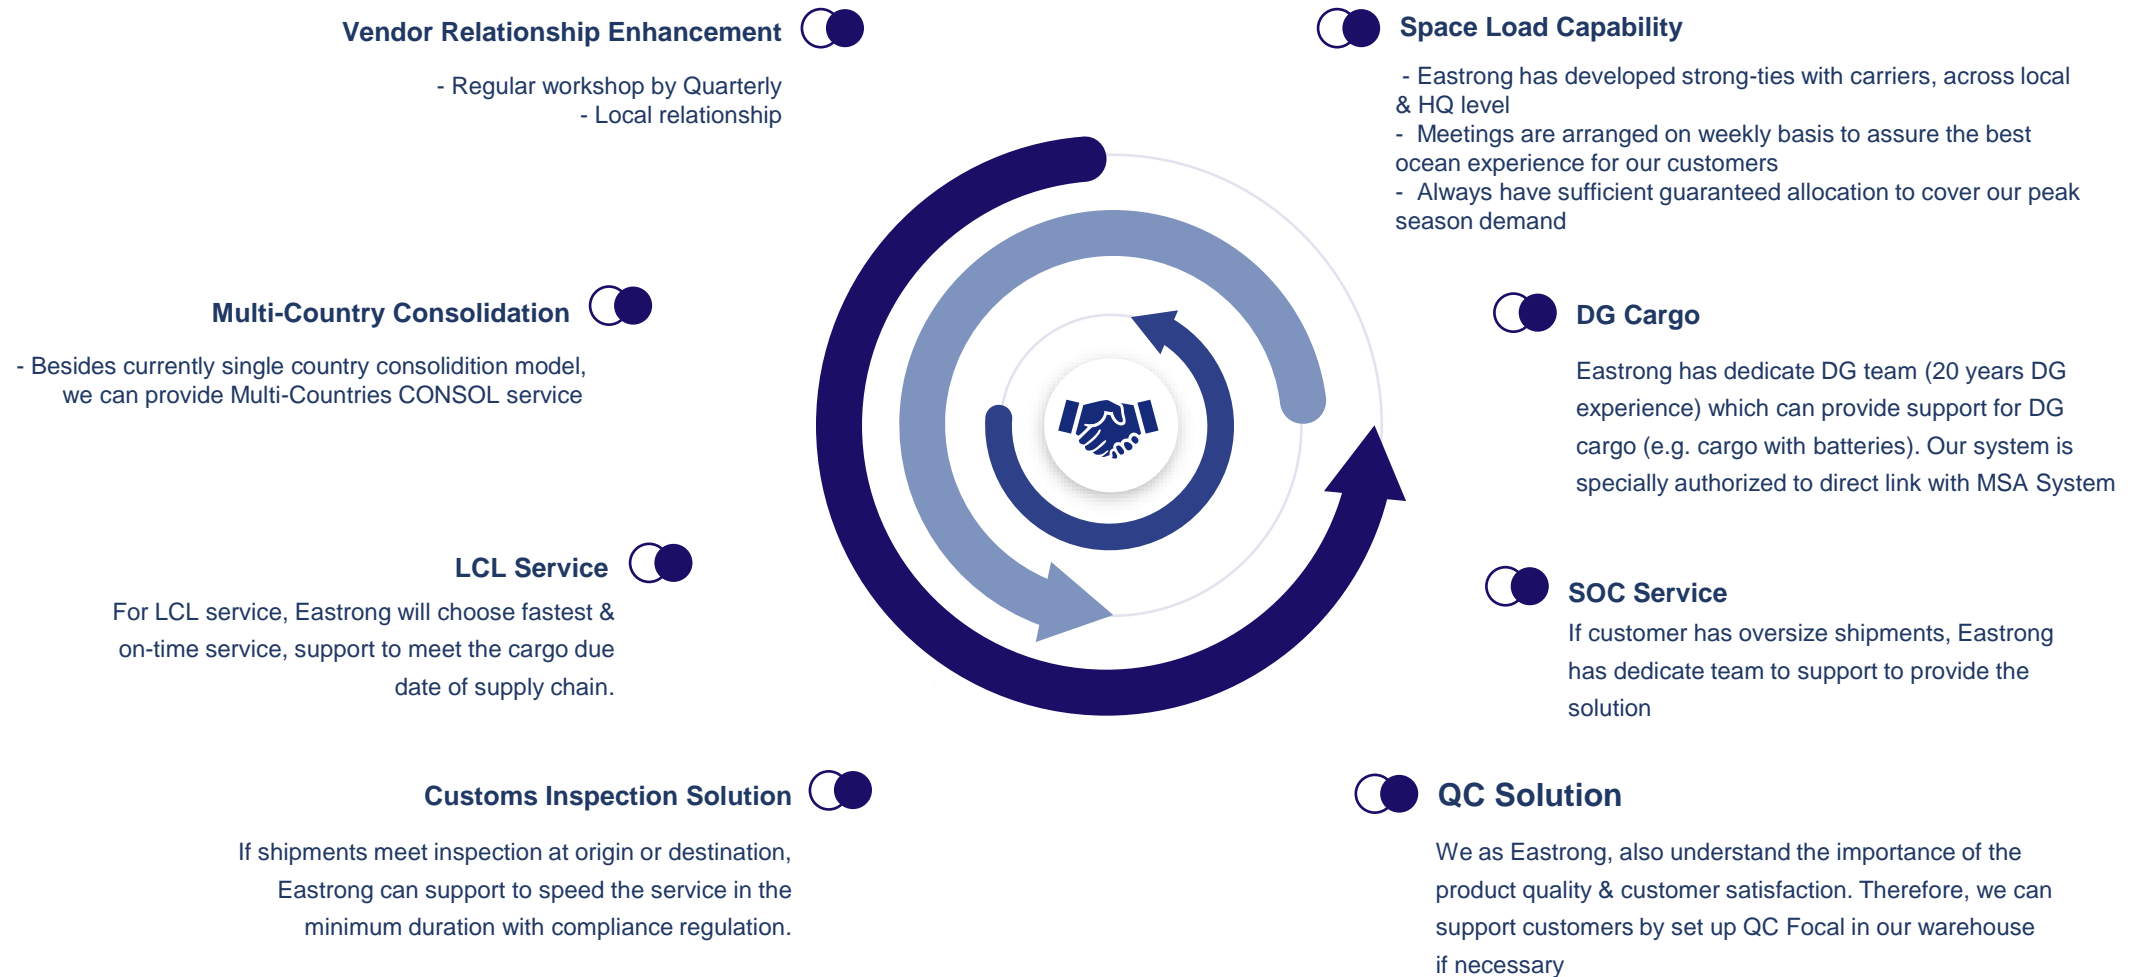 Vendor Relationship Enhancement
- Regular workshop by Quarterly
- Local relationship
Multi-Country Consolidation
- Besides currently single country consolidition model,
we can provide Multi-Countries CONSOL service
LCL Service
For LCL service, Eastrong will choose fastest &
on-time service, support to meet the cargo due
date of supply chain.
Customs Inspection Solution
If shipments meet inspection at origin or destination,
Eastrong can support to speed the service in the
minimum duration with compliance regulation.
Space Load Capability
- Eastrong has developed strong-ties with carriers, across local
& HQ level
- Meetings are arranged on weekly basis to assure the best
ocean experience for our customers
- Always have sufficient guaranteed allocation to cover our peak
season demand
DG Cargo
Eastrong has dedicate DG team (20 years DG
experience) which can provide support for DG
cargo (e.g. cargo with batteries). Our system is
specially authorized to direct link with MSA System
SOC Service
If customer has oversize shipments, Eastrong
has dedicate team to support to provide the
solution
QC Solution
We as Eastrong, also understand the importance of the
product quality & customer satisfaction. Therefore, we can
support customers by set up QC Focal in our warehouse
if necessary